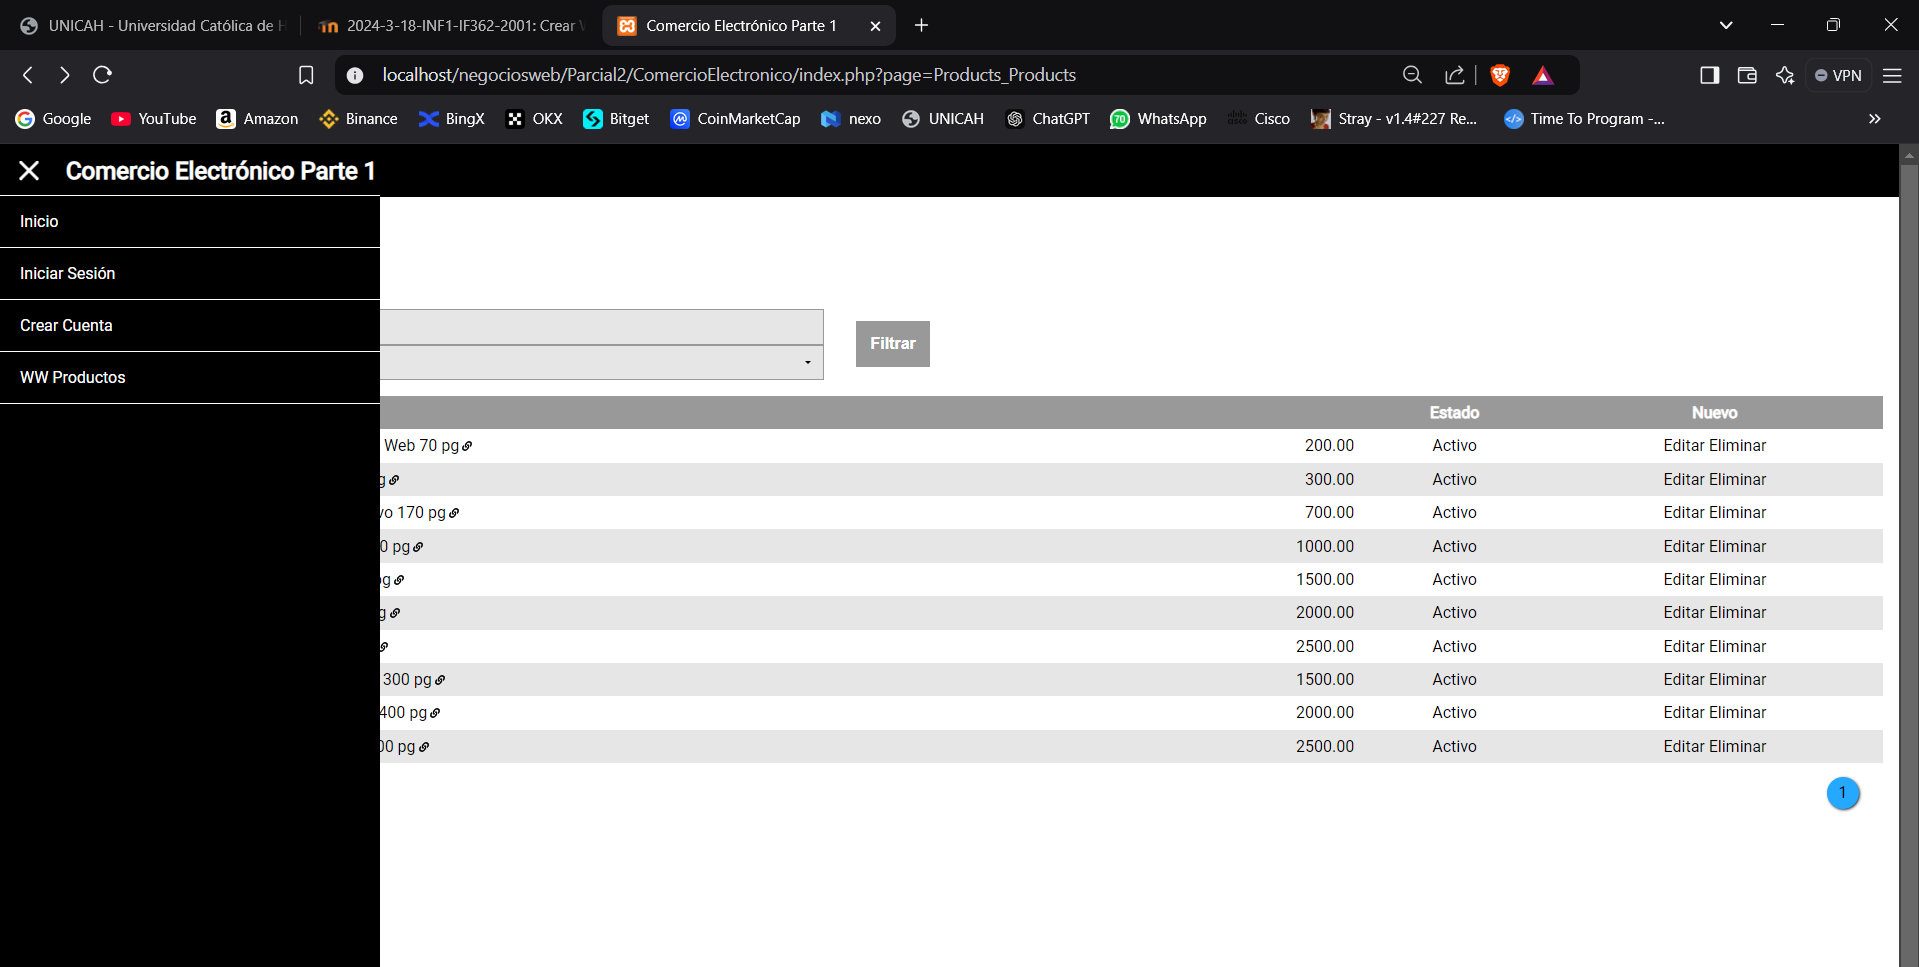 UNICAH - Universidad Católica de H
2024-3-18-INF1-IF362-2001: Crear
Comercio Electrónico Parte 1
localhost/negociosweb/Parcial2/ComercioElectronico/index.php?page=Products_Products
VPN
Google YouTube Amazon Binance BingX OKX Bitget CoinMarketCap nexo UNICAH ChatGPT 70 WhatsApp Cisco Stray - v1.4#227 Re... Time To Program -...
Comercio Electrónico Parte 1
Inicio
Iniciar Sesión
Crear Cuenta
WW Productos
Filtrar
Estado Nuevo
Web 70 pg 200.00 Activo Editar Eliminar
g 300.00 Activo Editar Eliminar
vo 170 pg 700.00 Activo Editar Eliminar
0 pg 1000.00 Activo Editar Eliminar
pg 1500.00 Activo Editar Eliminar
g 2000.00 Activo Editar Eliminar
2500.00 Activo Editar Eliminar
300 pg 1500.00 Activo Editar Eliminar
400 pg 2000.00 Activo Editar Eliminar
00 pg 2500.00 Activo Editar Eliminar
1